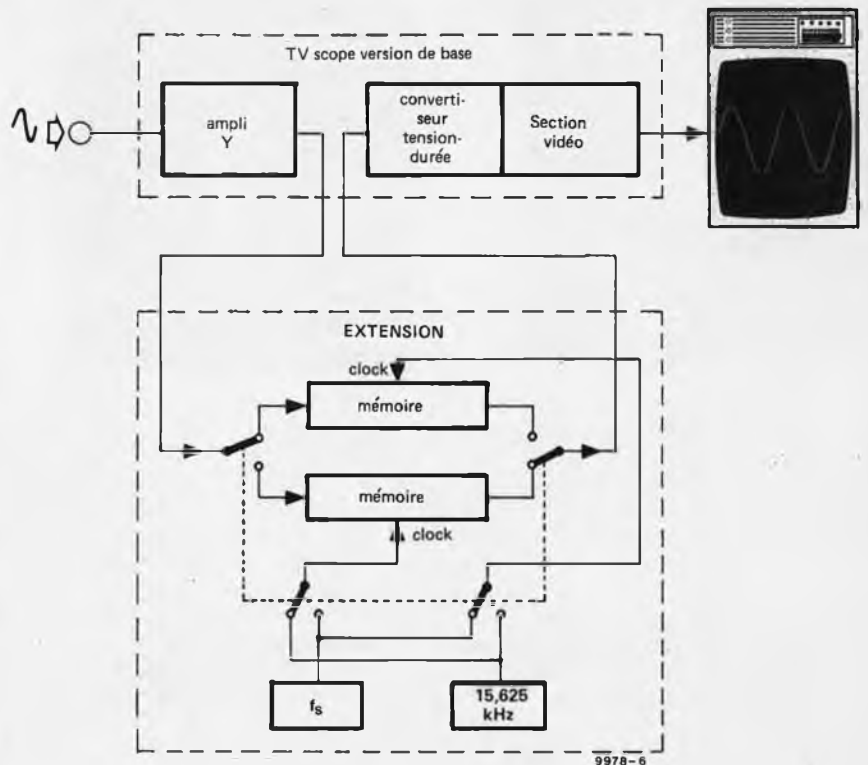 TV scope version de base
ampli
Y
converti-
seur
tension-
durée
Section
vidéo
EXTENSION
clock
mémoire
mémoire
clock
fs
15,625
kHz
9978-6